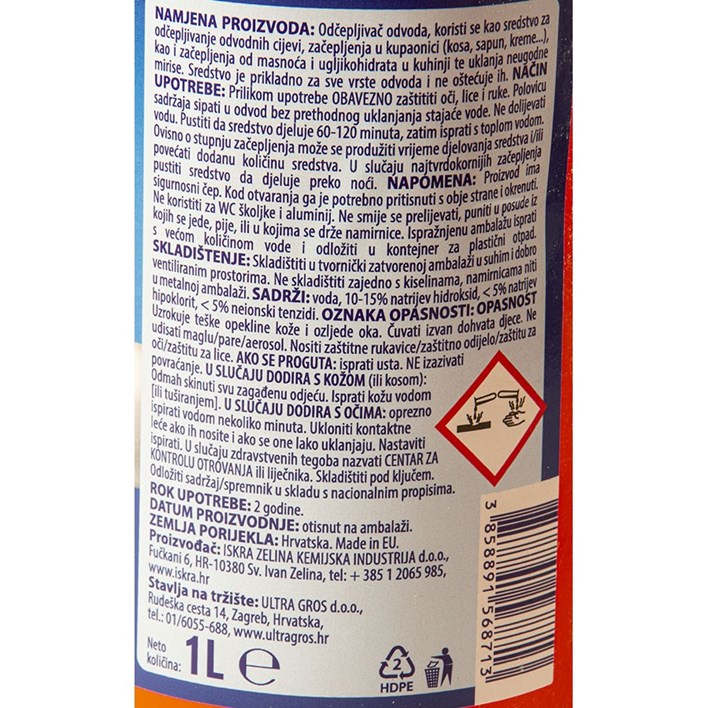 NAMJENA PROIZVODA: Odčepljivač odvoda, koristi se kao sredstvo za
odčepljivanje odvodnih cijevi, začepljenja u kupaonici (kosa, sapun, kreme...),
kao i začepljenja od masnoća i ugljikohidrata u kuhinji te uklanja neugodne
mirise. Sredstvo je prikladno za sve vrste odvoda i ne oštećuje ih. NAČIN
UPOTREBE: Prilikom upotrebe OBAVEZNO zaštititi oči, lice i ruke. Polovicu
sadržaja sipati u odvod bez prethodnog uklanjanja stajaće vode. Ne dolijevati
vodu. Pustiti da sredstvo djeluje 60-120 minuta, zatim isprati s toplom vodom.
Ovisno o stupnju začepljenja može se produžiti vrijeme djelovanja sredstva i/ili
povećati dodanu količinu sredstva. U slučaju najtvrdokornijih začepljenja
pustiti sredstvo da djeluje preko noći. NAPOMENA: Proizvod ima
sigurnosni čep. Kod otvaranja ga je potrebno pritisnuti s obje strane i okrenuti.
Ne koristiti za WC školjke i aluminij. Ne smije se prelijevati, puniti u posude iz
kojih se jede, pije, ili u kojima se drže namirnice. Ispražnjenu ambalažu isprati
s većom količinom vode i odložiti u kontejner za plastični otpad.
SKLADIŠTENJE: Skladištiti u tvornički zatvorenoj ambalaži u suhim i dobro
ventiliranim prostorima. Ne skladištiti zajedno s kiselinama, namirnicama niti
u metalnoj ambalaži. SADRŽI: voda, 10-15% natrijev hidroksid, < 5% natrijev
hipoklorit, < 5% neionski tenzidi. OZNAKA OPASNOSTI: OPASNOST
Uzrokuje teške opekline kože i ozljede oka. Čuvati izvan dohvata djece. Ne
udisati maglu/pare/aerosol. Nositi zaštitne rukavice/zaštitno odijelo/zaštitu za
oči/zaštitu za lice. AKO SE PROGUTA: isprati usta. NE izazivati
povraćanje. U SLUČAJU DODIRA S KOŽOM (ili kosom):
Odmah skinuti svu zagađenu odjeću. Isprati kožu vodom
[ili tuširanjem]. U SLUČAJU DODIRA S OČIMA: oprezno
ispirati vodom nekoliko minuta. Ukloniti kontaktne
leće ako ih nosite i ako se one lako uklanjaju. Nastaviti
ispirati. U slučaju zdravstvenih tegoba nazvati CENTAR ZA
KONTROLU OTROVANJA ili liječnika. Skladištiti pod ključem.
Odložiti sadržaj/spremnik u skladu s nacionalnim propisima.
ROK UPOTREBE: 2 godine.
DATUM PROIZVODNJE: otisnut na ambalaži.
ZEMLJA PORIJEKLA: Hrvatska. Made in EU.
Proizvođač: ISKRA ZELINA KEMIJSKA INDUSTRIJA d.o.o.,
Fučkani 6, HR-10380 Sv. Ivan Zelina, tel: + 385 1 2065 985,
www.iskra.hr
Stavlja na tržište: ULTRA GROS d.o.o.,
Rudeška cesta 14, Zagreb, Hrvatska,
tel.: 01/6055-688, www.ultragros.hr
Neto
količina: 1L e
2
HDPE
3 858891 568713